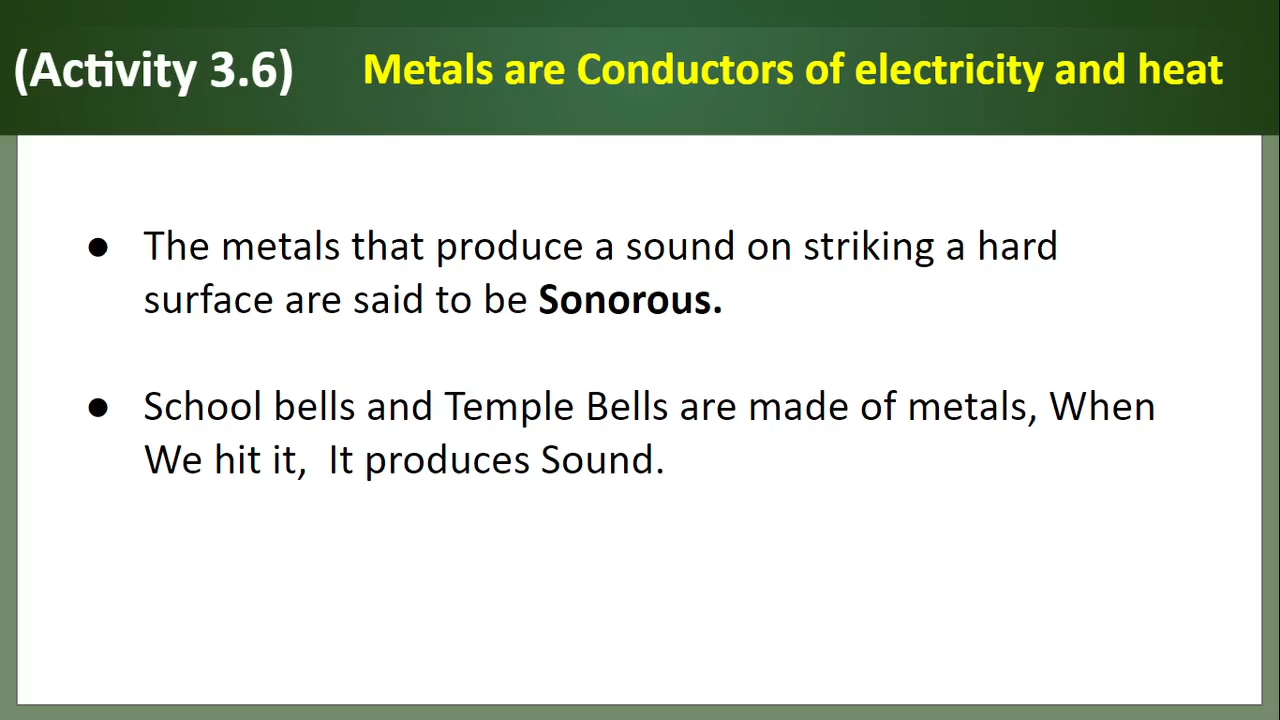 (Activity 3.6) Metals are Conductors of electricity and heat
● The metals that produce a sound on striking a hard
surface are said to be Sonorous.
● School bells and Temple Bells are made of metals, When
We hit it, It produces Sound.